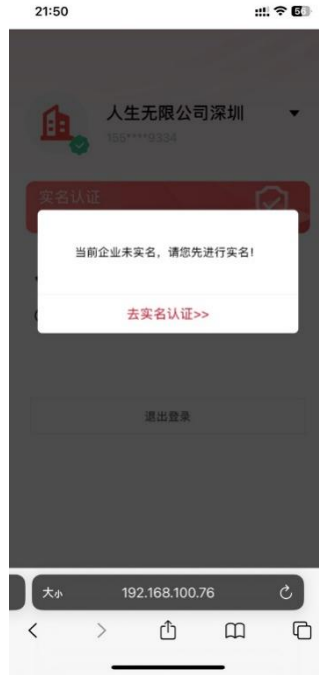 21:50
56
人生无限公司深圳
155****9334
实名认证
当前企业未实名，请您先进行实名!
去实名认证>>
退出登录
大小
192.168.100.76